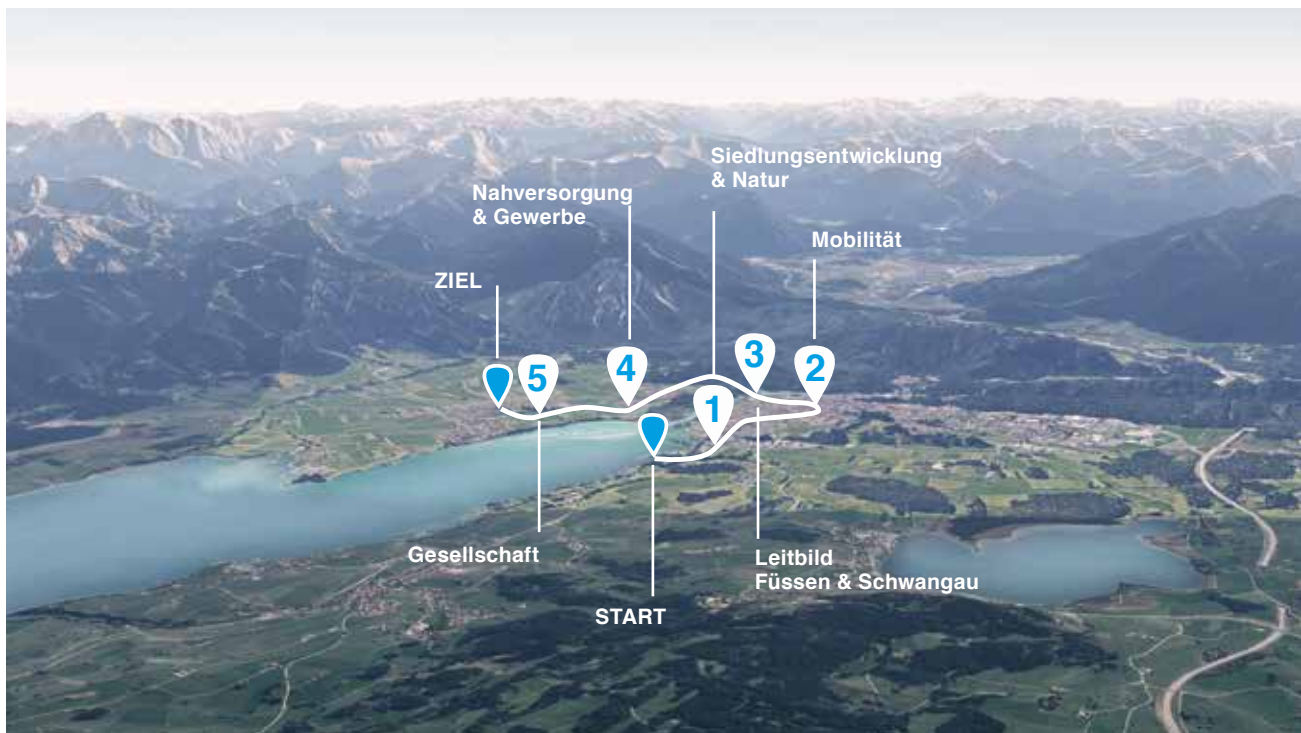 Siedlungsentwicklung
& Natur
Nahversorgung
& Gewerbe
Mobilität
ZIEL
5
4
3
2
1
Gesellschaft
Leitbild
Füssen & Schwangau
START